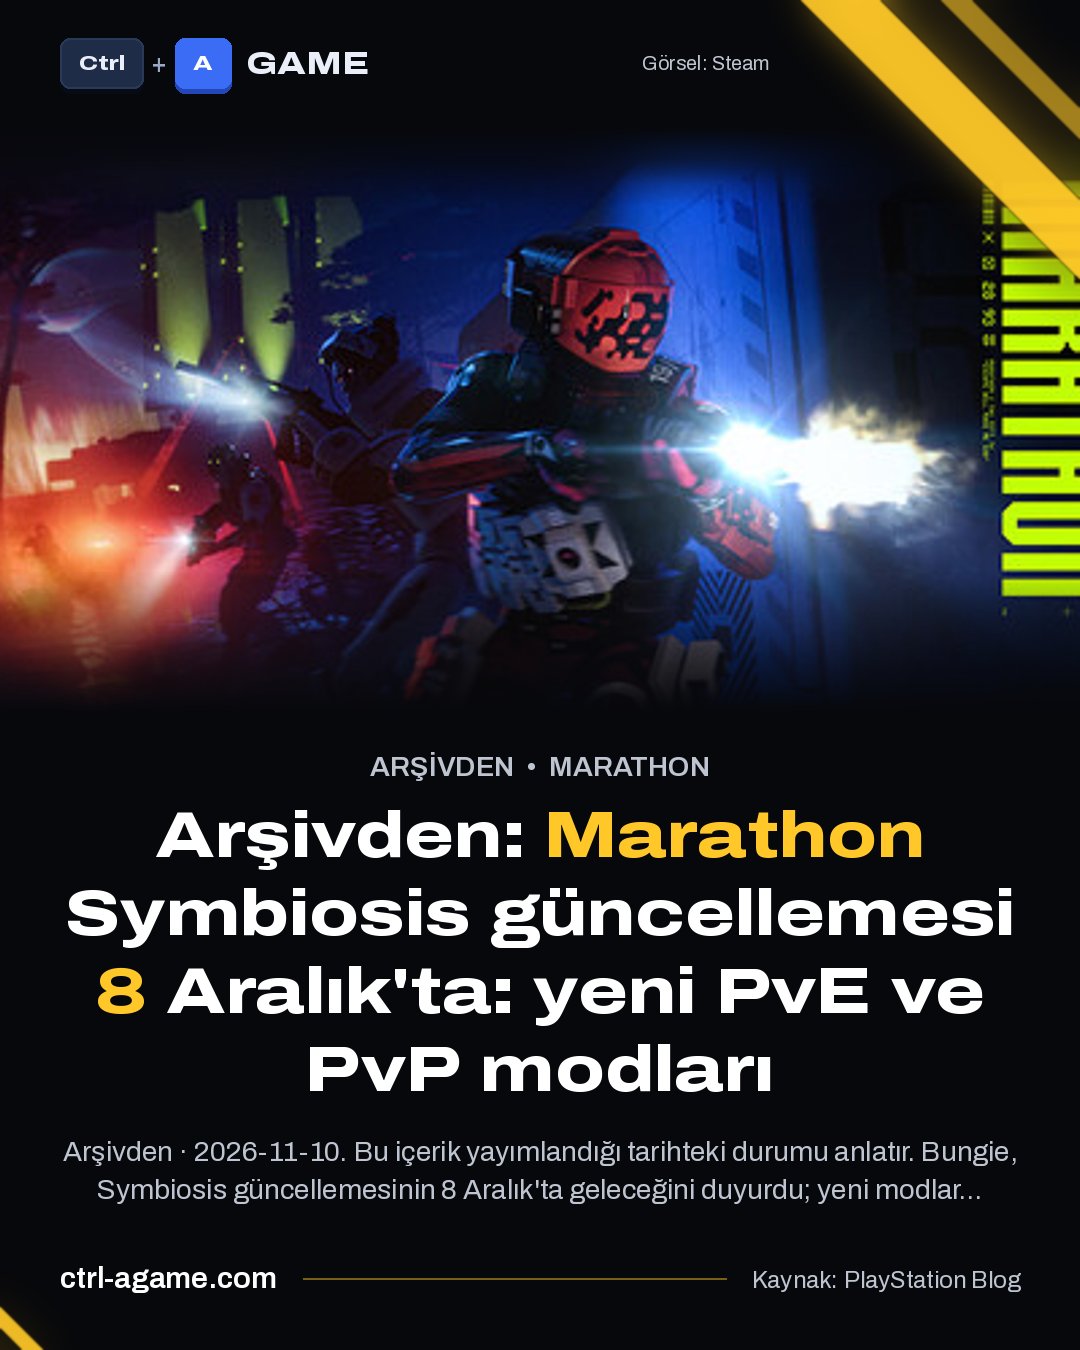 Ctrl + A GAME
Görsel: Steam
MARATHON
ARŞİVDEN • MARATHON
Arşivden: Marathon
Symbiosis güncellemesi
8 Aralık'ta: yeni PvE ve
PvP modları
Arşivden · 2026-11-10. Bu içerik yayımlandığı tarihteki durumu anlatır. Bungie,
Symbiosis güncellemesinin 8 Aralık'ta geleceğini duyurdu; yeni modlar...
ctrl-agame.com
Kaynak: PlayStation Blog